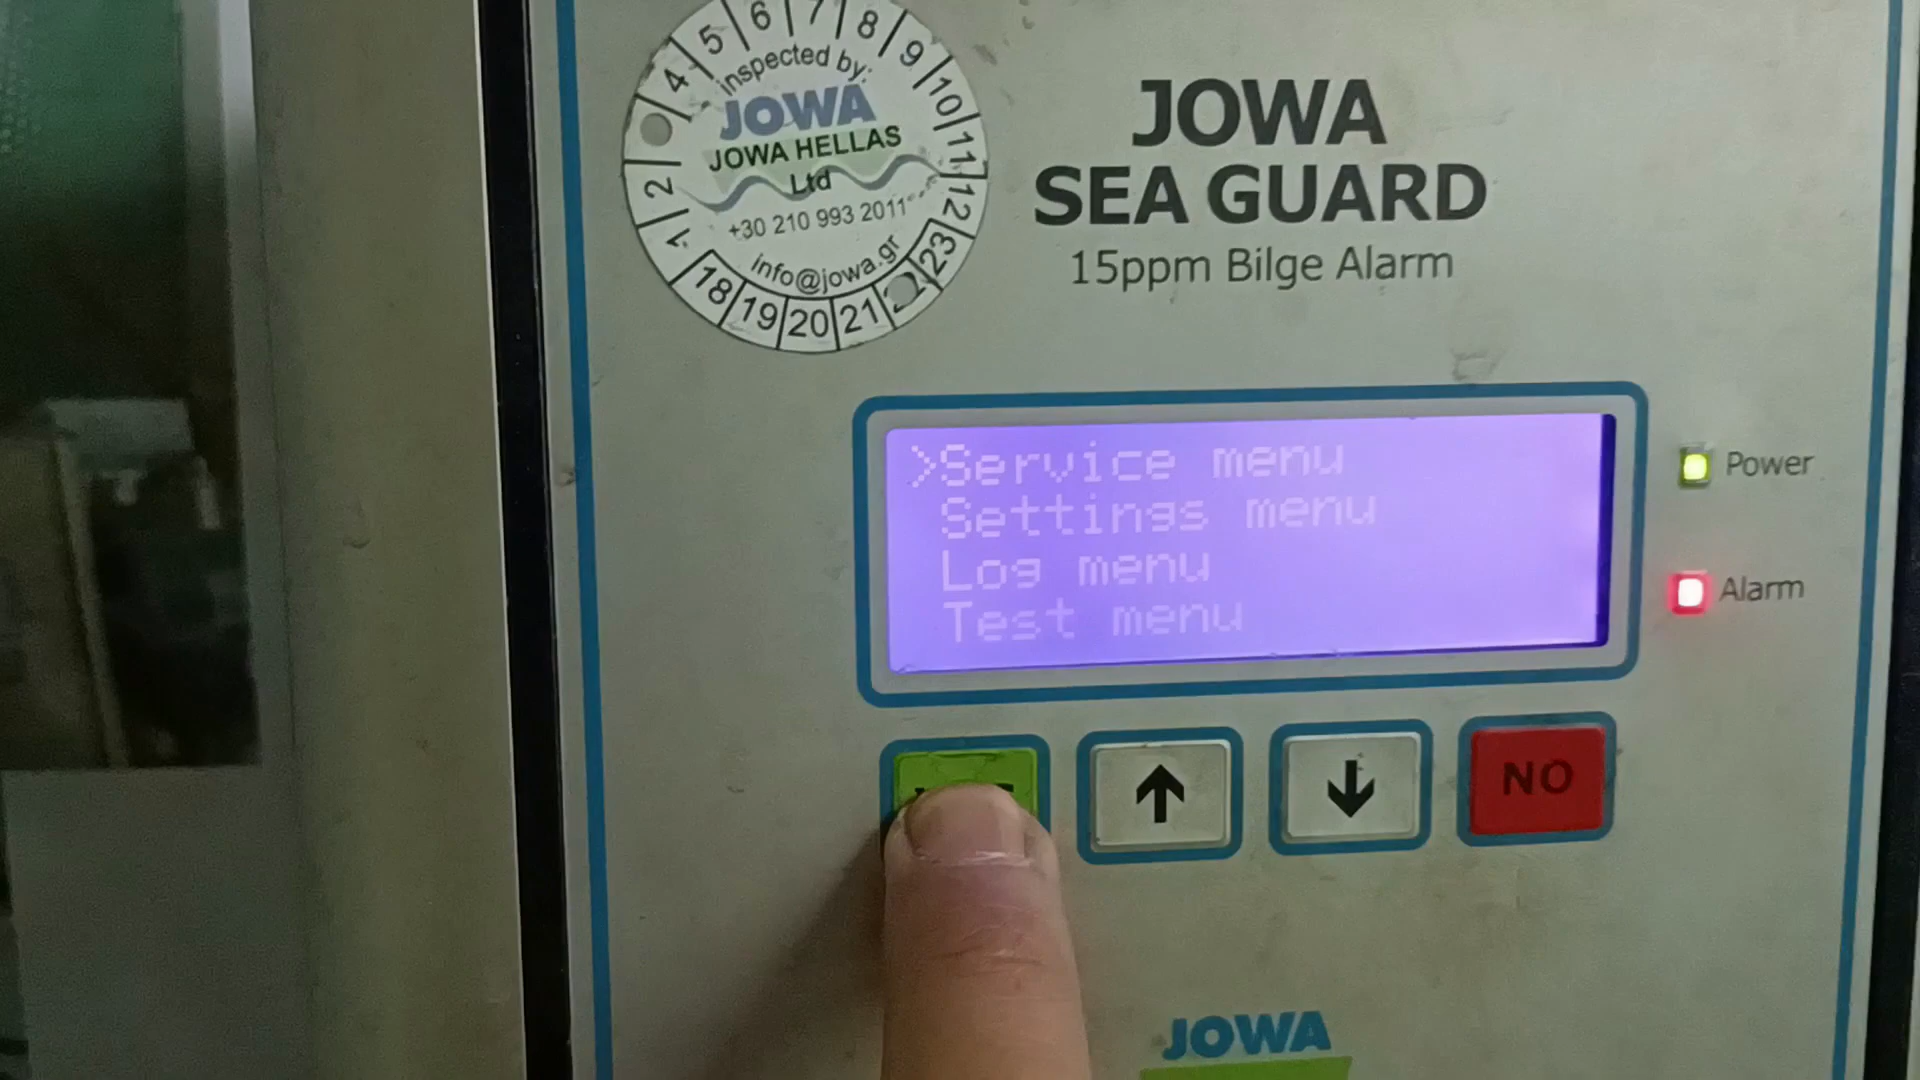 4 5 6 7 8 9 10 11 12
inspected by:
JOWA
JOWA HELLAS
Ltd
+30 210 993 2011
info@jowa.gr
2
1
18 19 20 21 23
JOWA
SEA GUARD
15ppm Bilge Alarm
>Service menu
Settings menu
Log menu
Test menu
Power
Alarm
↑ ↓ NO
JOWA